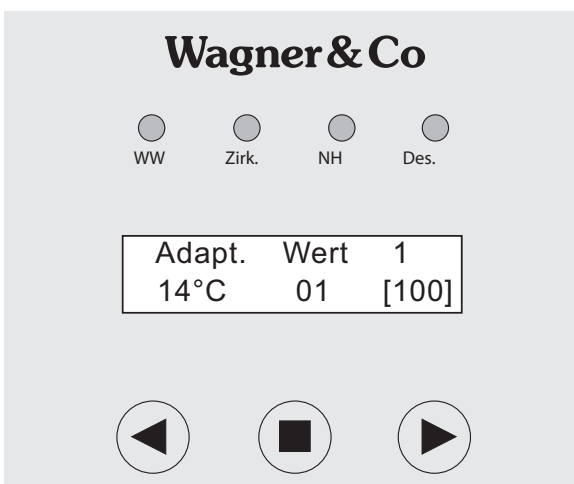 Wagner & Co
WW Zirk. NH Des.
Adapt. Wert 1
14°C 01 [100]